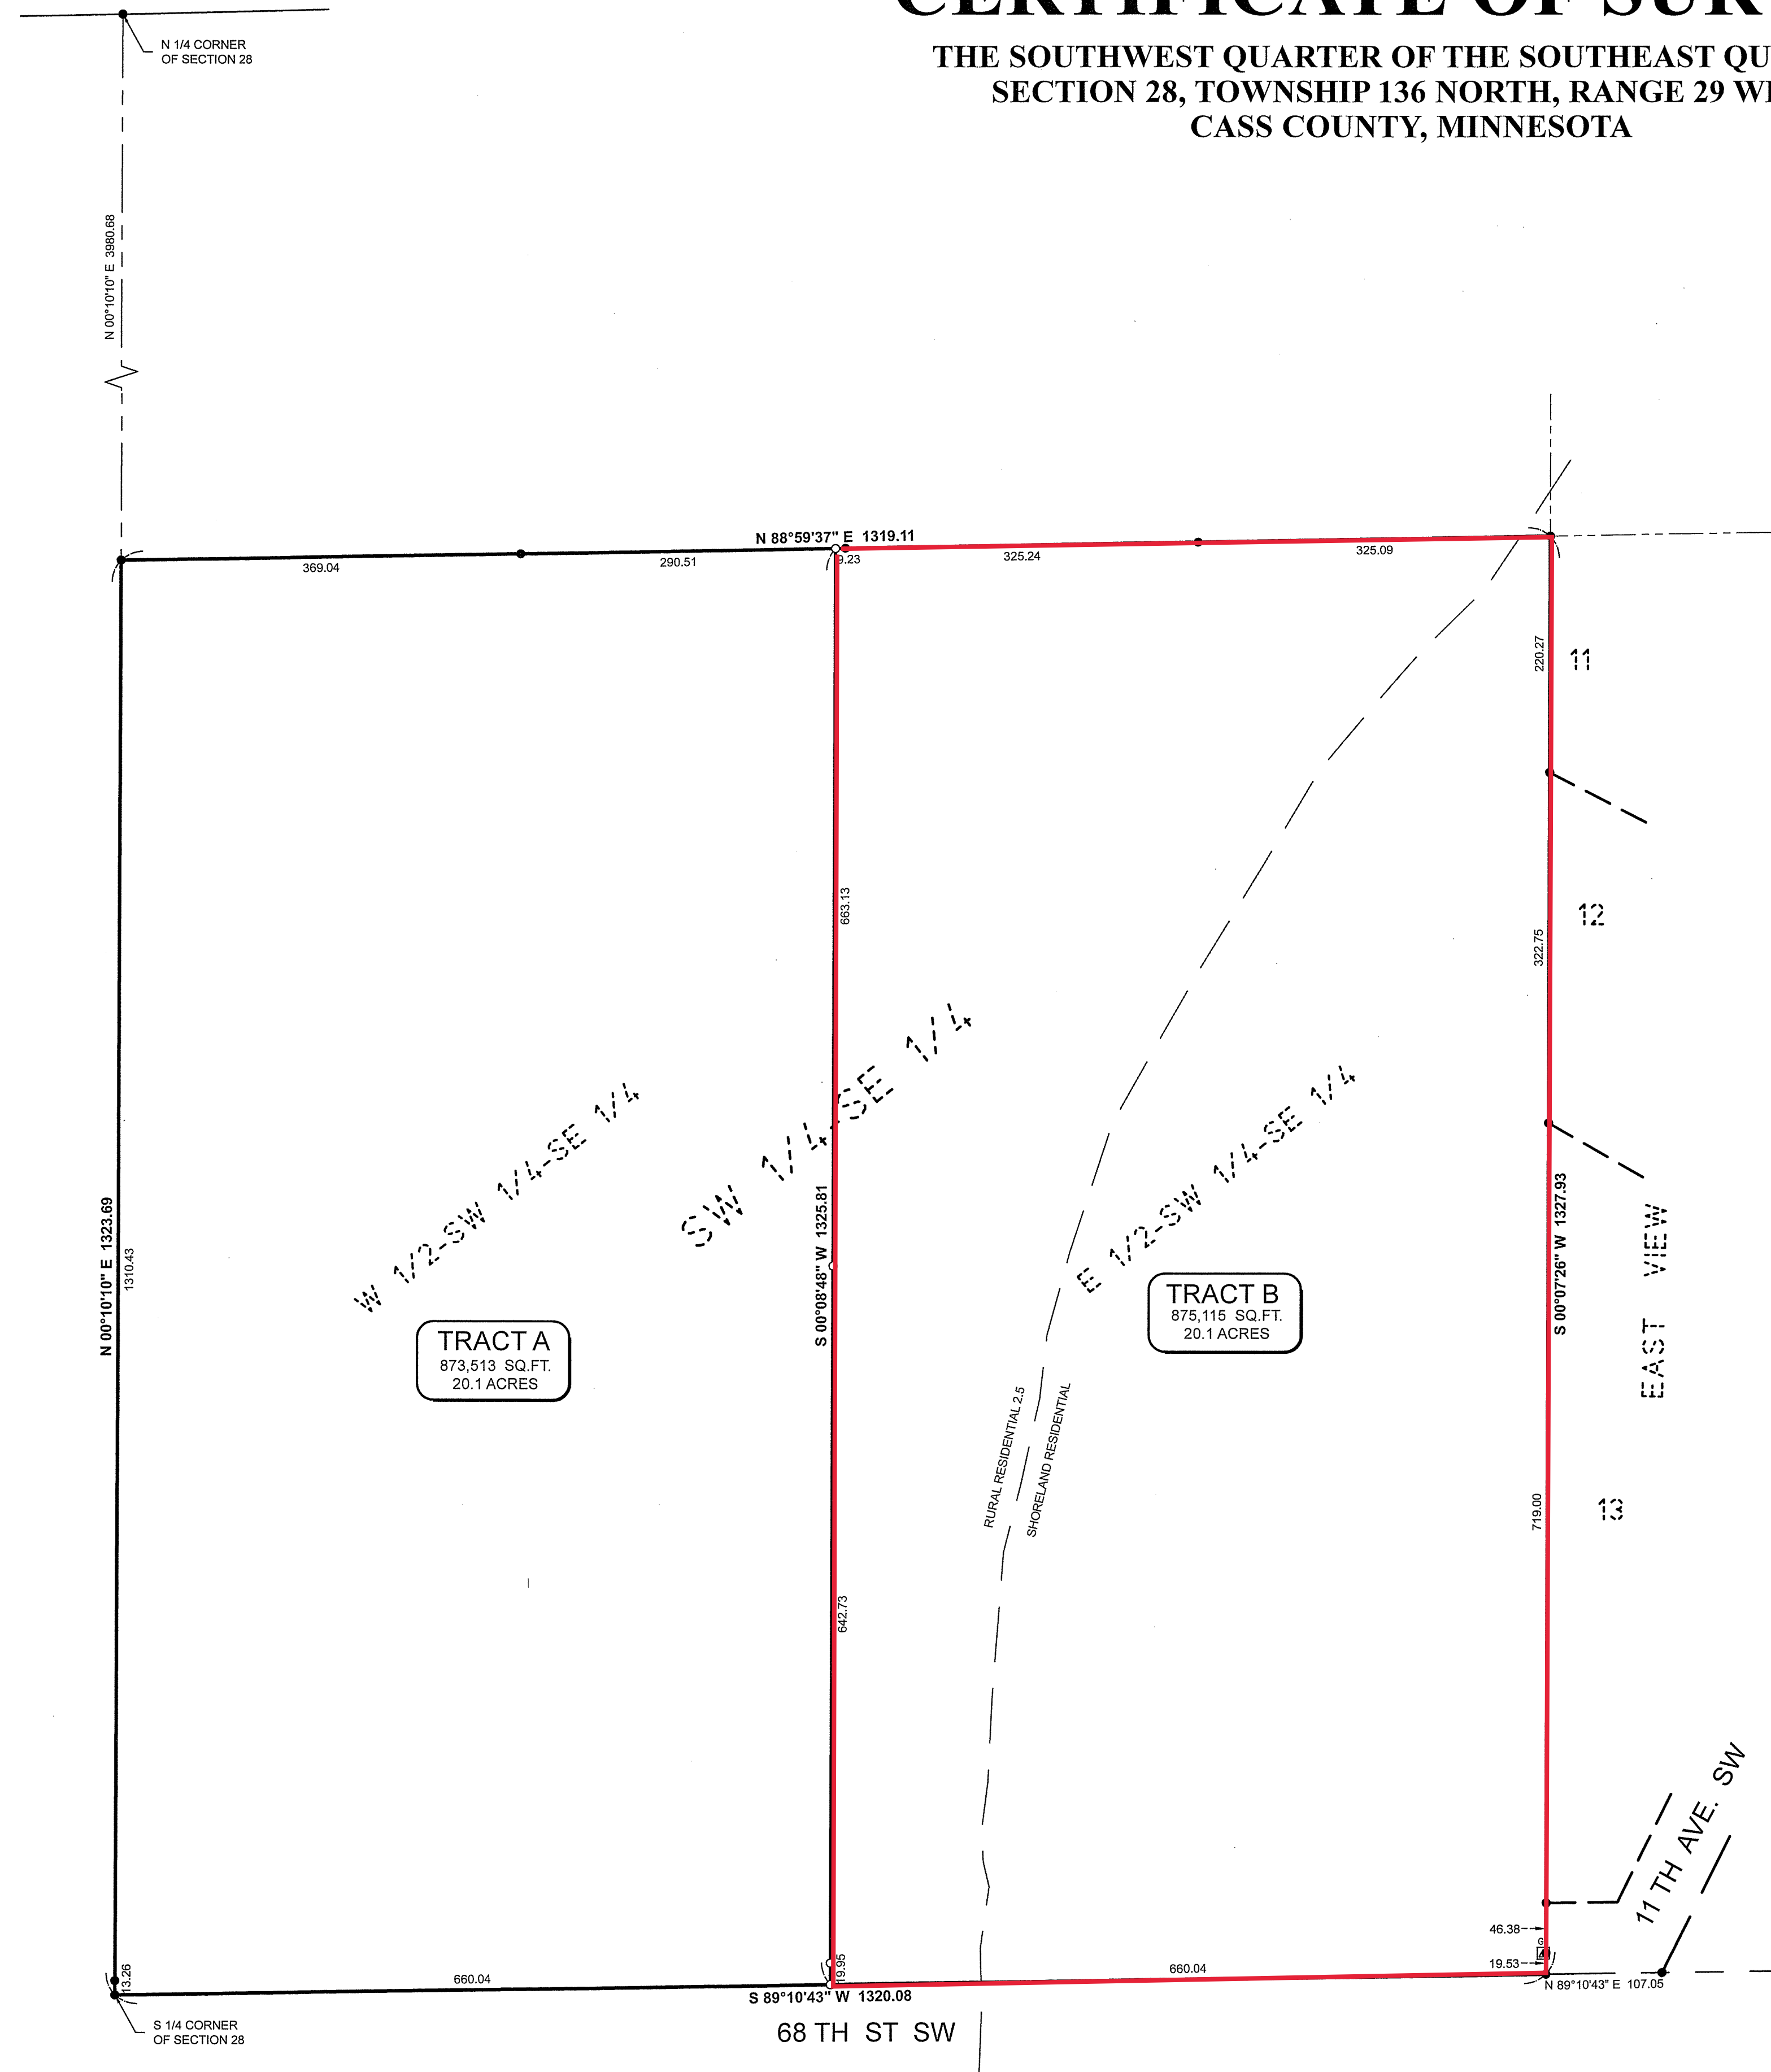 CERTIFICATE OF SUR
THE SOUTHWEST QUARTER OF THE SOUTHEAST QU
SECTION 28, TOWNSHIP 136 NORTH, RANGE 29 WE
CASS COUNTY, MINNESOTA
N 1/4 CORNER
OF SECTION 28
N 00°10'10" E 3980.68
N 88°59'37" E 1319.11
369.04
290.51
9.23
325.24
325.09
220.27
11
663.13
12
322.75
SW 1/4-SE 1/4
W 1/2-SW 1/4-SE 1/4
E 1/2-SW 1/4-SE 1/4
N 00°10'10" E 1323.69
1310.43
S 00°08'48" W 1325.81
S 00°07'26" W 1327.93
EAST VIEW
TRACT A
873,513 SQ.FT.
20.1 ACRES
TRACT B
875,115 SQ.FT.
20.1 ACRES
RURAL RESIDENTIAL 2.5
SHORELAND RESIDENTIAL
719.00
13
642.73
11 TH AVE. SW
46.38
G
19.53
13.26
660.04
19.95
660.04
N 89°10'43" E 107.05
S 89°10'43" W 1320.08
S 1/4 CORNER
OF SECTION 28
68 TH ST SW